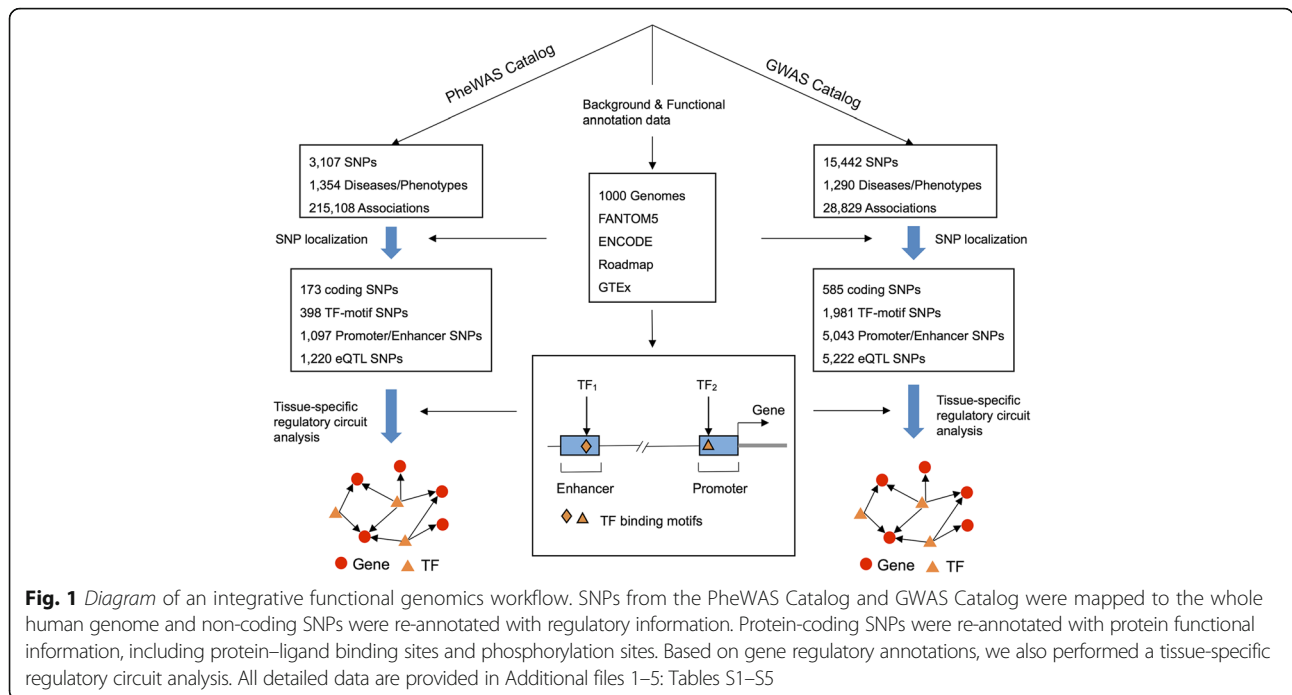 PheWAS Catalog
Background & Functional
annotation data
GWAS Catalog
3,107 SNPs
1,354 Diseases/Phenotypes
215,108 Associations
1000 Genomes
FANTOM5
ENCODE
Roadmap
GTEx
15,442 SNPs
1,290 Diseases/Phenotypes
28,829 Associations
SNP localization
SNP localization
173 coding SNPs
398 TF-motif SNPs
1,097 Promoter/Enhancer SNPs
1,220 eQTL SNPs
585 coding SNPs
1,981 TF-motif SNPs
5,043 Promoter/Enhancer SNPs
5,222 eQTL SNPs
Tissue-specific
regulatory circuit
analysis
TF1
TF2
Gene
Enhancer
Promoter
TF binding motifs
Tissue-specific
regulatory circuit
analysis
Gene
TF
Gene
TF
Fig. 1 Diagram of an integrative functional genomics workflow. SNPs from the PheWAS Catalog and GWAS Catalog were mapped to the whole
human genome and non-coding SNPs were re-annotated with regulatory information. Protein-coding SNPs were re-annotated with protein functional
information, including protein–ligand binding sites and phosphorylation sites. Based on gene regulatory annotations, we also performed a tissue-specific
regulatory circuit analysis. All detailed data are provided in Additional files 1–5: Tables S1–S5